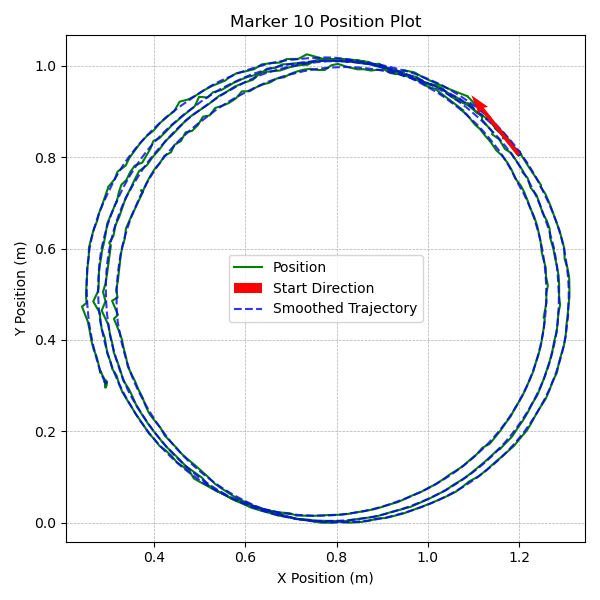 Marker 10 Position Plot
1.0
0.8
0.6
0.4
0.2
0.0
Y Position (m)
Position
Start Direction
Smoothed Trajectory
0.4
0.6
0.8
1.0
1.2
X Position (m)